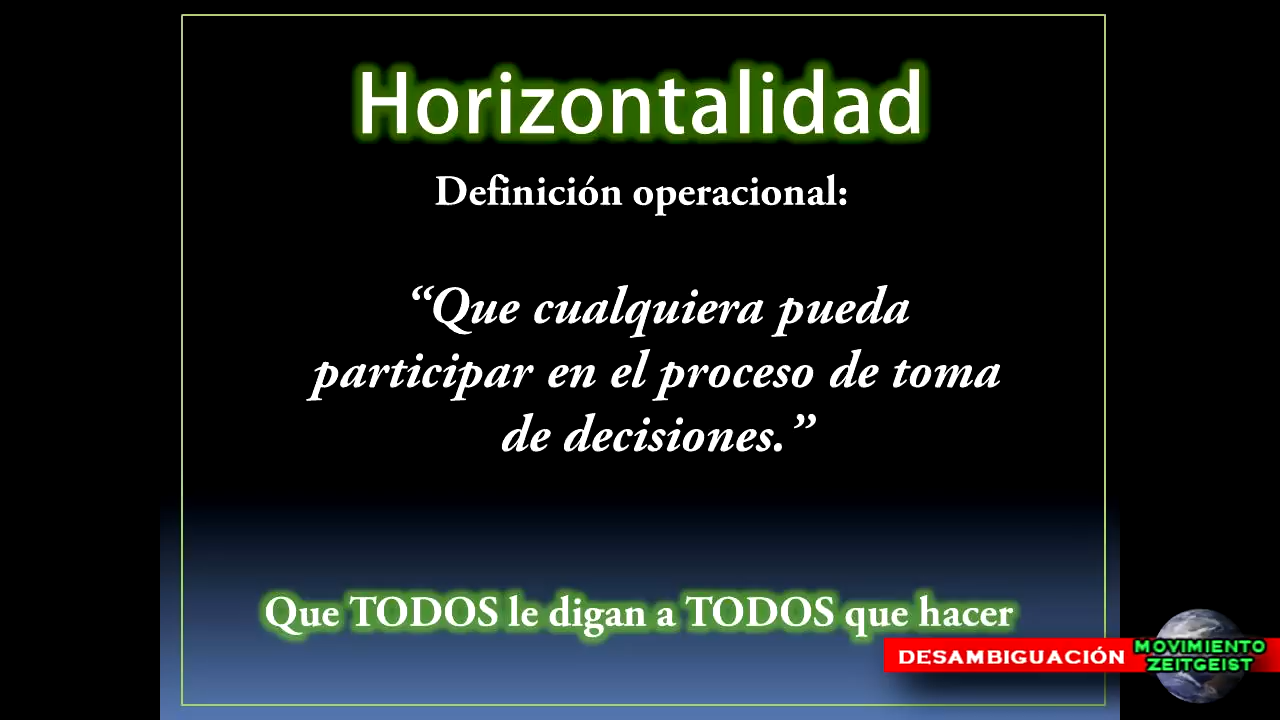 Horizontalidad
Definición operacional:
“Que cualquiera pueda
participar en el proceso de toma
de decisiones.”
Que TODOS le digan a TODOS que hacer
DESAMBIGUACIÓN
MOVIMIENTO
ZEITGEIST